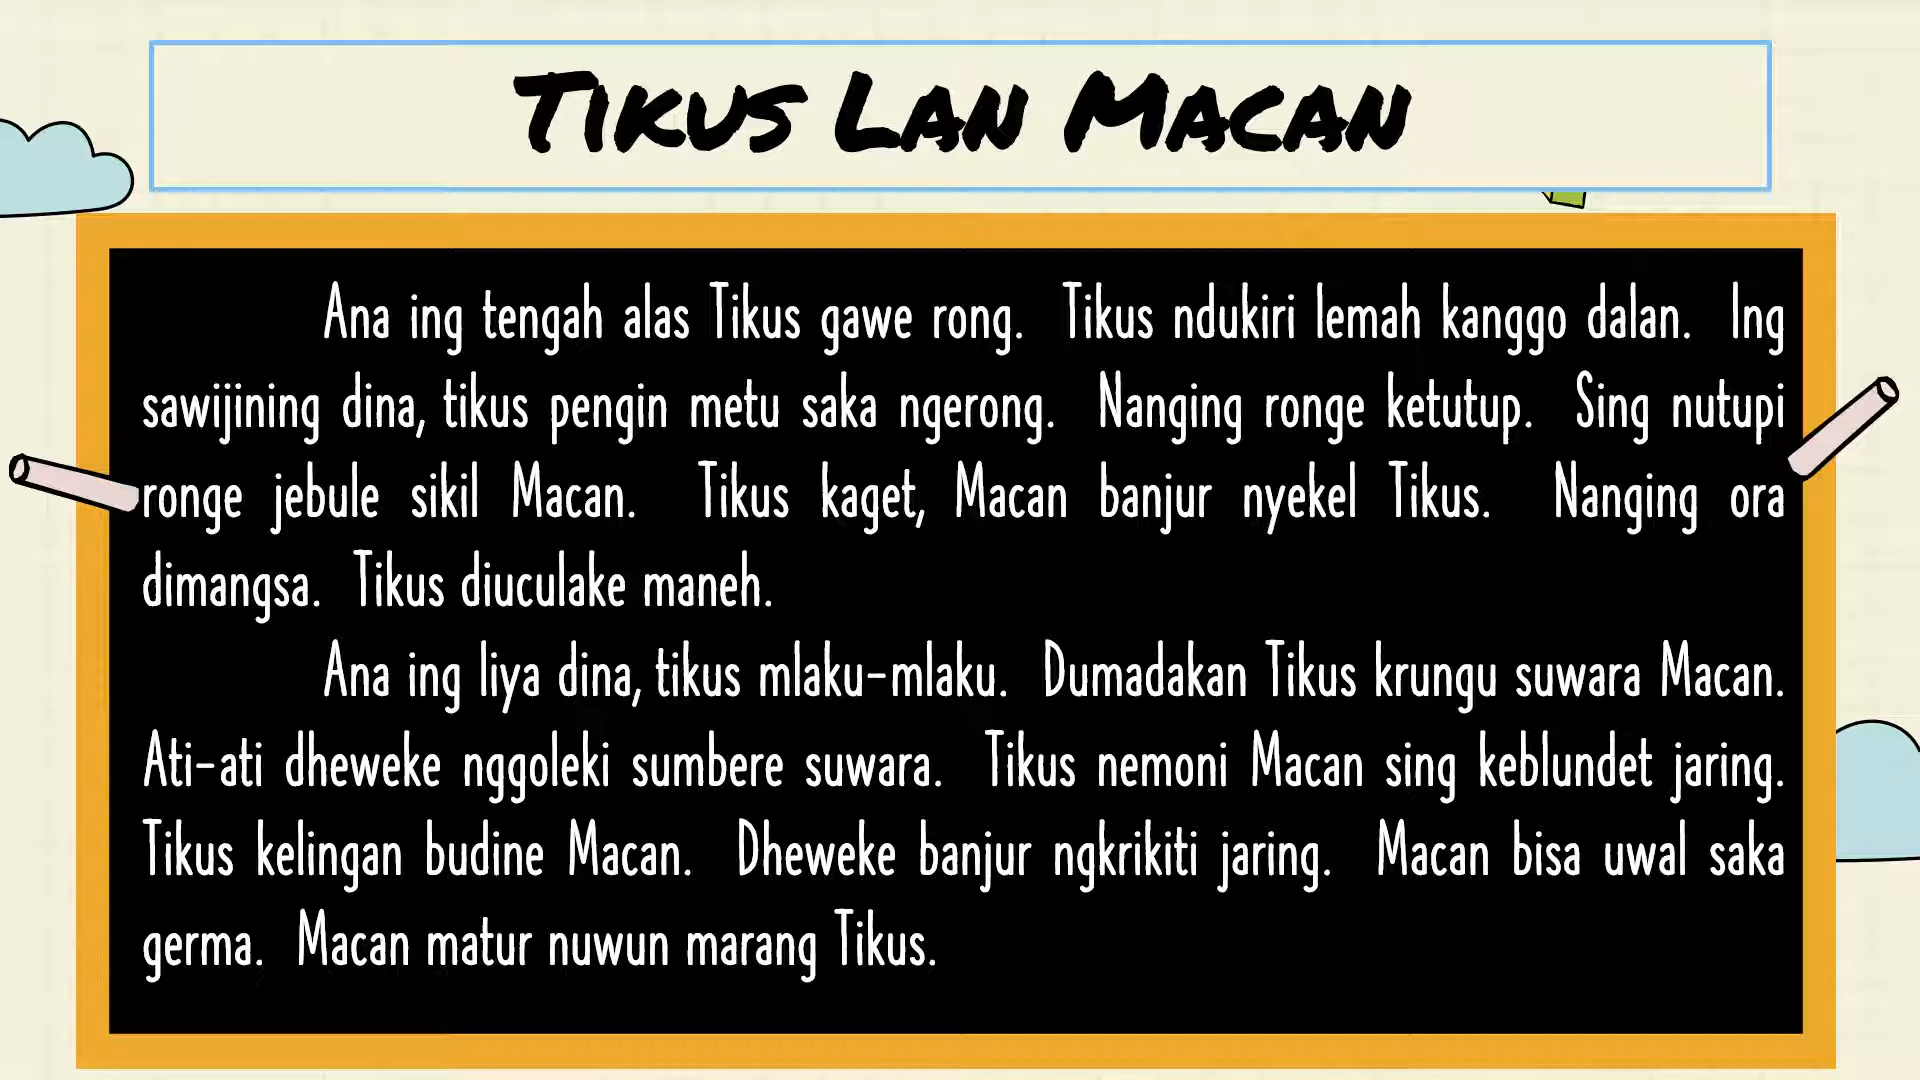 Tikus Lan Macan
Ana ing tengah alas Tikus gawe rong. Tikus ndukiri lemah kanggo dalan. Ing
sawijining dina, tikus pengin metu saka ngerong. Nanging ronge ketutup. Sing nutupi
ronge jebule sikil Macan. Tikus kaget, Macan banjur nyekel Tikus. Nanging ora
dimangsa. Tikus diuculake maneh.
Ana ing liya dina, tikus mlaku-mlaku. Dumadakan Tikus krungu suwara Macan.
Ati-ati dheweke nggoleki sumbere suwara. Tikus nemoni Macan sing keblundet jaring.
Tikus kelingan budine Macan. Dheweke banjur ngkrikiti jaring. Macan bisa uwal saka
germa. Macan matur nuwun marang Tikus.